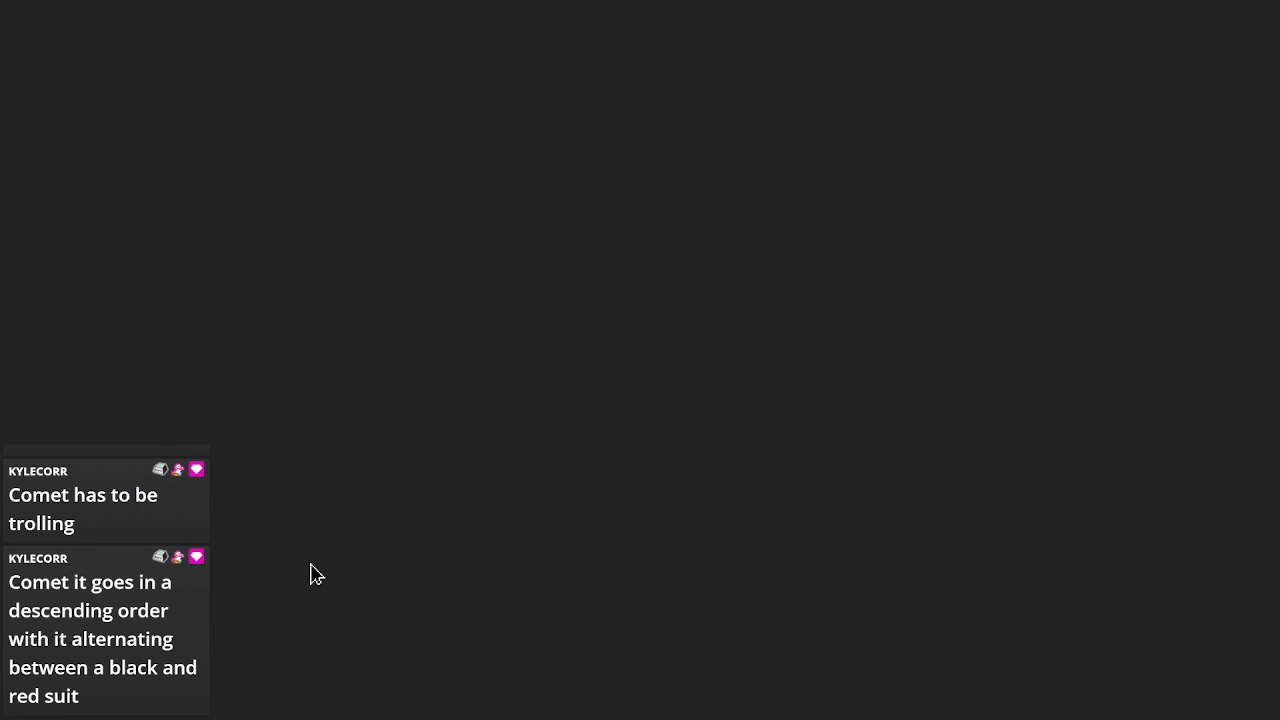 KYLECORR
Comet has to be
trolling
KYLECORR
Comet it goes in a
descending order
with it alternating
between a black and
red suit